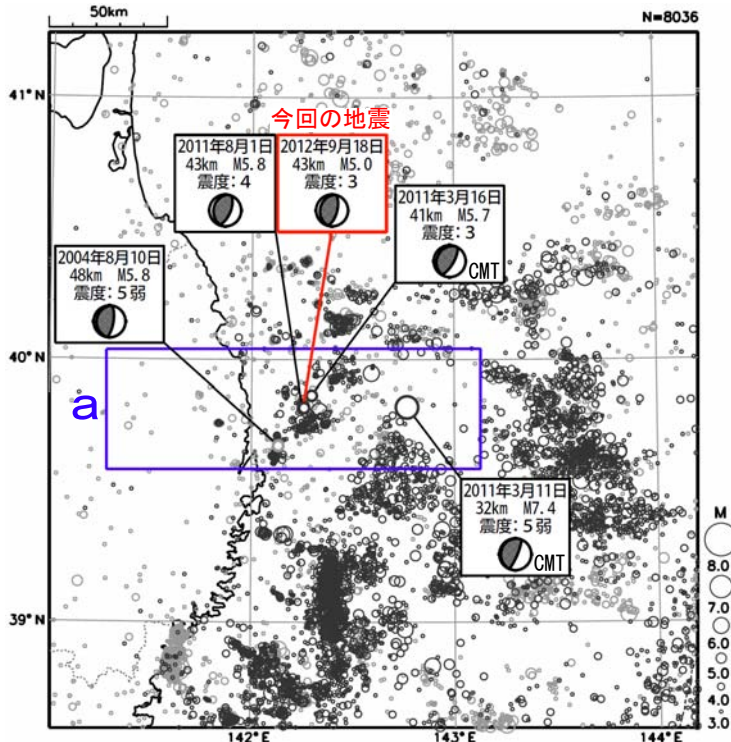 50km
N=8036
41°N
今回の地震
2011年8月1日
43km M5.8
震度：4
2012年9月18日
43km M5.0
震度：3
2011年3月16日
41km M5.7
震度：3
CMT
2004年8月10日
48km M5.8
震度：5弱
40°N
a
2011年3月11日
32km M7.4
震度：5弱
CMT
39°N
M
8.0
7.0
6.0
5.0
4.0
3.0
142°E
143°E
144°E